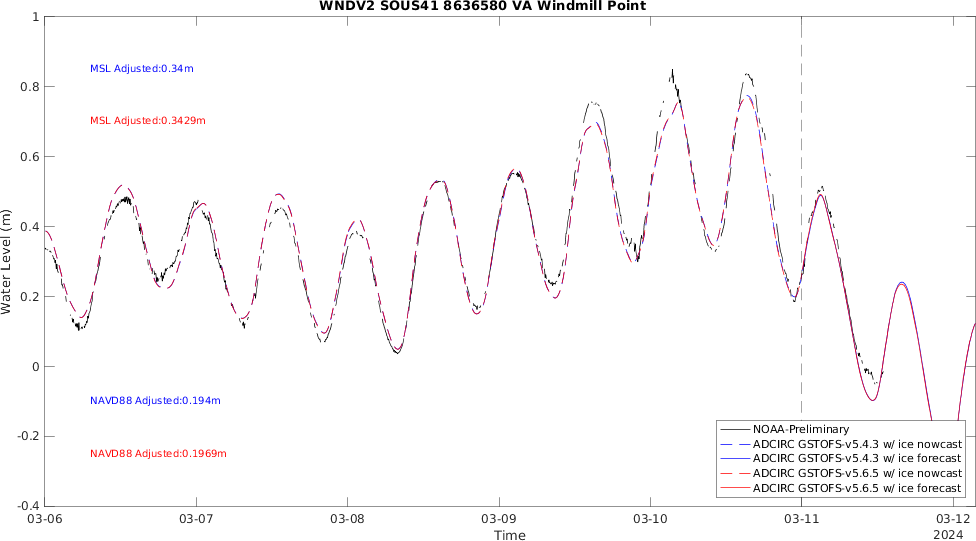 WNDV2 SOUS41 8636580 VA Windmill Point
Water Level (m)
1
0.8
0.6
0.4
0.2
0
-0.2
-0.4
MSL Adjusted:0.34m
MSL Adjusted:0.3429m
NAVD88 Adjusted:0.194m
NAVD88 Adjusted:0.1969m
NOAA-Preliminary
ADCIRC GSTOFS-v5.4.3 w/ ice nowcast
ADCIRC GSTOFS-v5.4.3 w/ ice forecast
ADCIRC GSTOFS-v5.6.5 w/ ice nowcast
ADCIRC GSTOFS-v5.6.5 w/ ice forecast
03-06 03-07 03-08 03-09 03-10 03-11 03-12
Time 2024